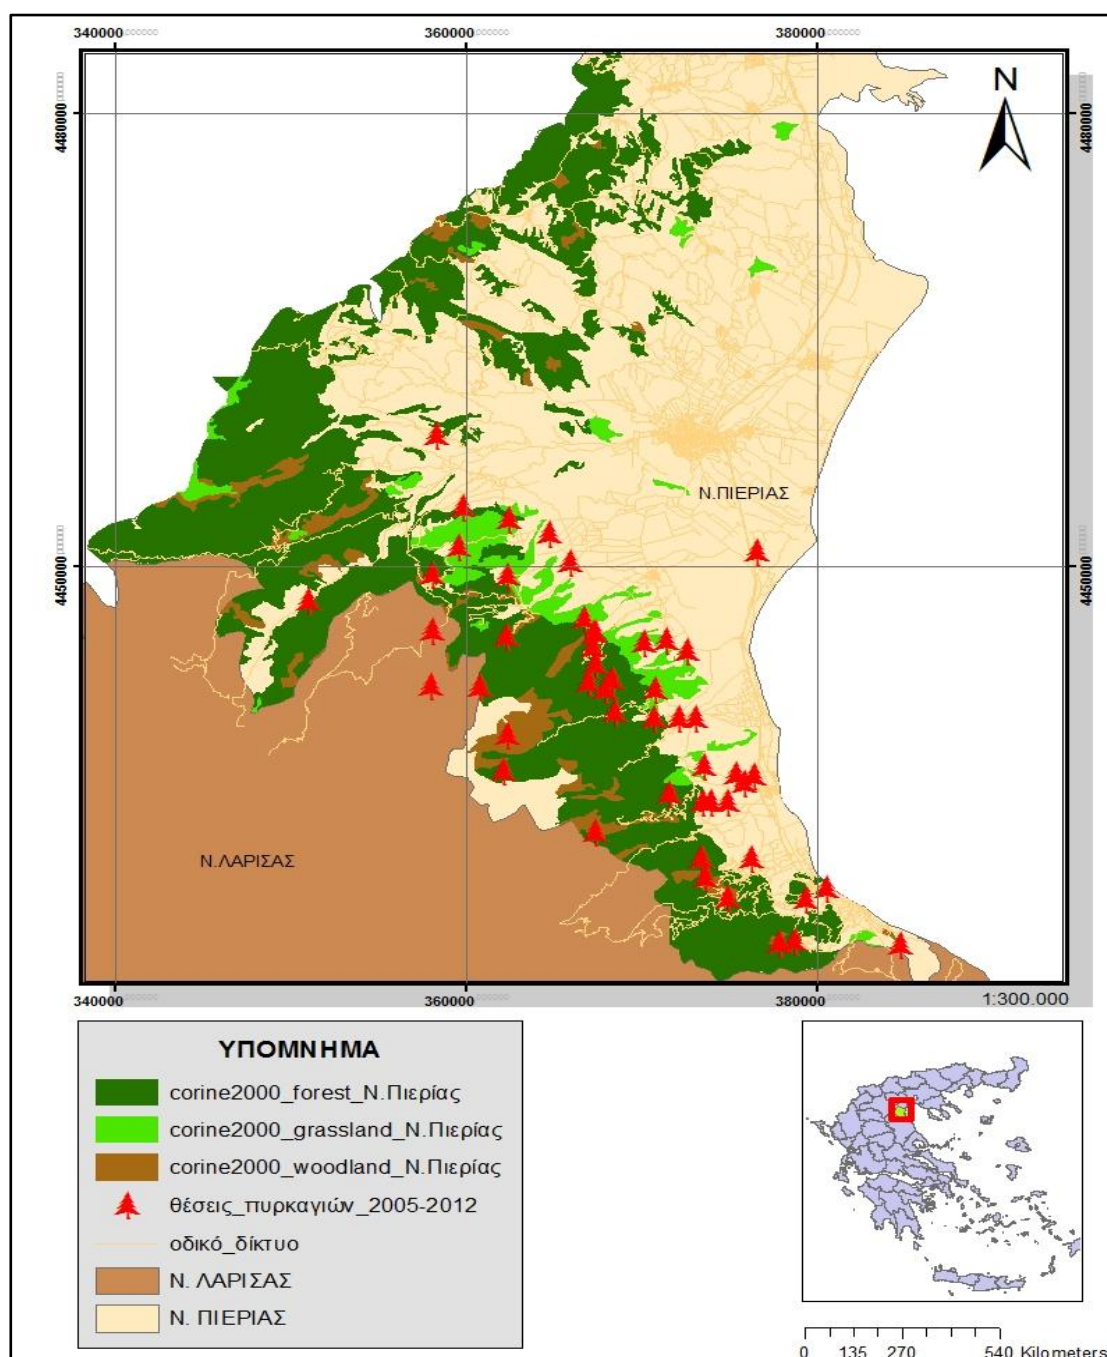 340000 360000 380000
N
4480000 4480000
Ν.ΠΙΕΡΙΑΣ
4450000 4450000
Ν.ΛΑΡΙΣΑΣ
340000 360000 380000
1:300.000
ΥΠΟΜΝΗΜΑ
corine2000_forest_Ν.Πιερίας
corine2000_grassland_Ν.Πιερίας
corine2000_woodland_Ν.Πιερίας
θέσεις_πυρκαγιών_2005-2012
οδικό_δίκτυο
Ν. ΛΑΡΙΣΑΣ
Ν. ΠΙΕΡΙΑΣ
0 135 270 540 Kilometers